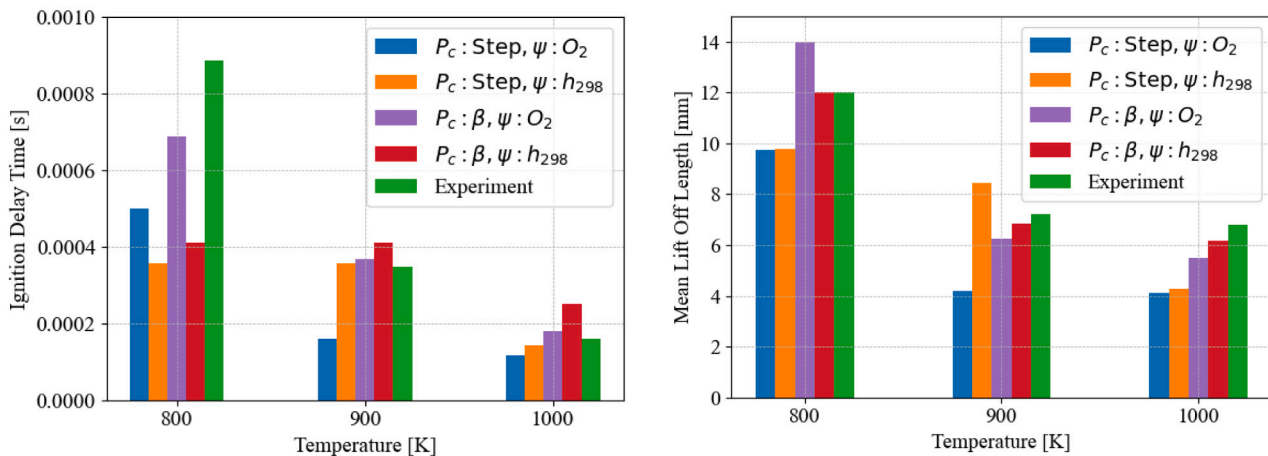 0.0010
0.0008
0.0006
0.0004
0.0002
0.0000
Ignition Delay Time [s]
P_c : Step, ψ : O_2
P_c : Step, ψ : h_298
P_c : β, ψ : O_2
P_c : β, ψ : h_298
Experiment
800
900
1000
Temperature [K]
14
12
10
8
6
4
2
0
Mean Lift Off Length [mm]
P_c : Step, ψ : O_2
P_c : Step, ψ : h_298
P_c : β, ψ : O_2
P_c : β, ψ : h_298
Experiment
800
900
1000
Temperature [K]